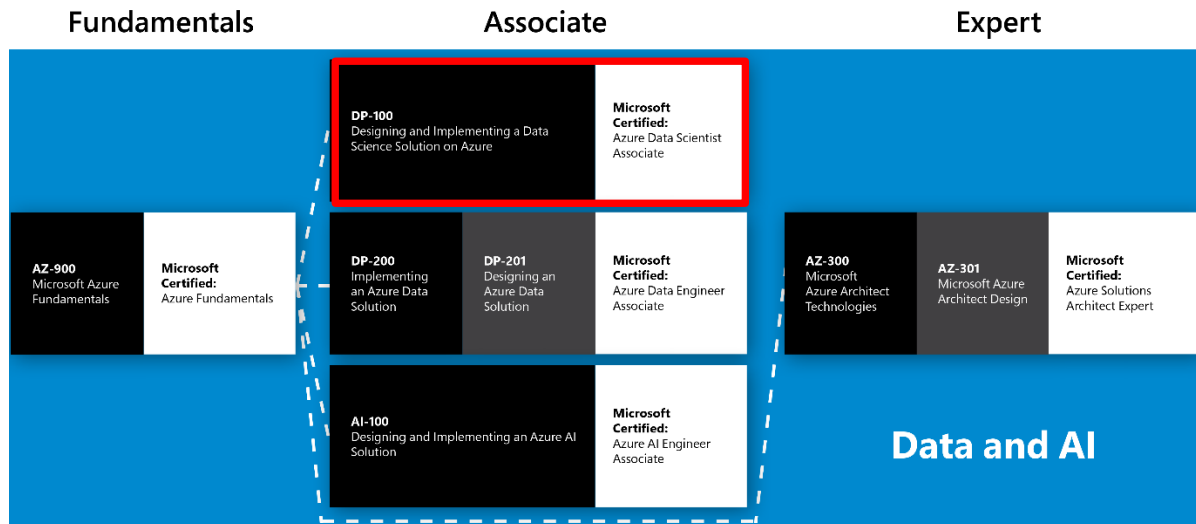 Fundamentals
Associate
Expert
DP-100
Designing and Implementing a Data
Science Solution on Azure
Microsoft
Certified:
Azure Data Scientist
Associate
AZ-900
Microsoft Azure
Fundamentals
Microsoft
Certified:
Azure Fundamentals
DP-200
Implementing
an Azure Data
Solution
DP-201
Designing an
Azure Data
Solution
Microsoft
Certified:
Azure Data Engineer
Associate
AZ-300
Microsoft
Azure Architect
Technologies
AZ-301
Microsoft Azure
Architect Design
Microsoft
Certified:
Azure Solutions
Architect Expert
AI-100
Designing and Implementing an Azure AI
Solution
Microsoft
Certified:
Azure AI Engineer
Associate
Data and AI